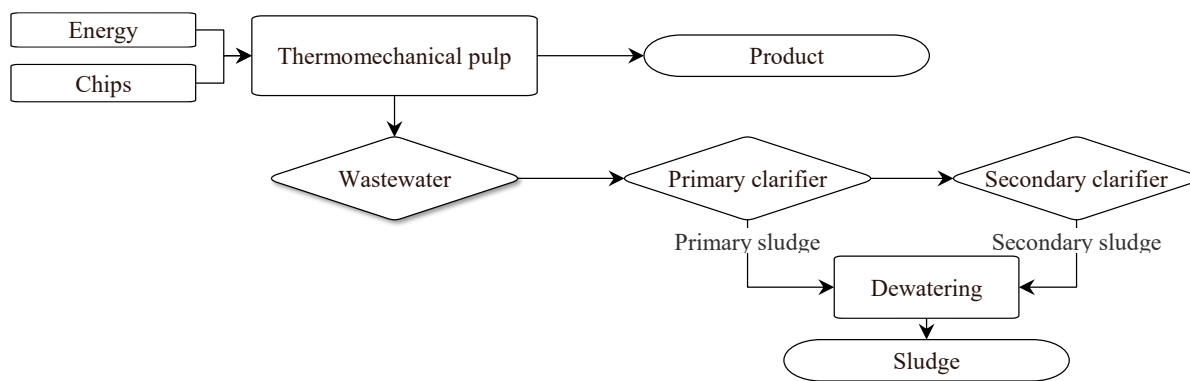 Energy
Chips
Thermomechanical pulp
Product
Wastewater
Primary clarifier
Secondary clarifier
Primary sludge
Secondary sludge
Dewatering
Sludge